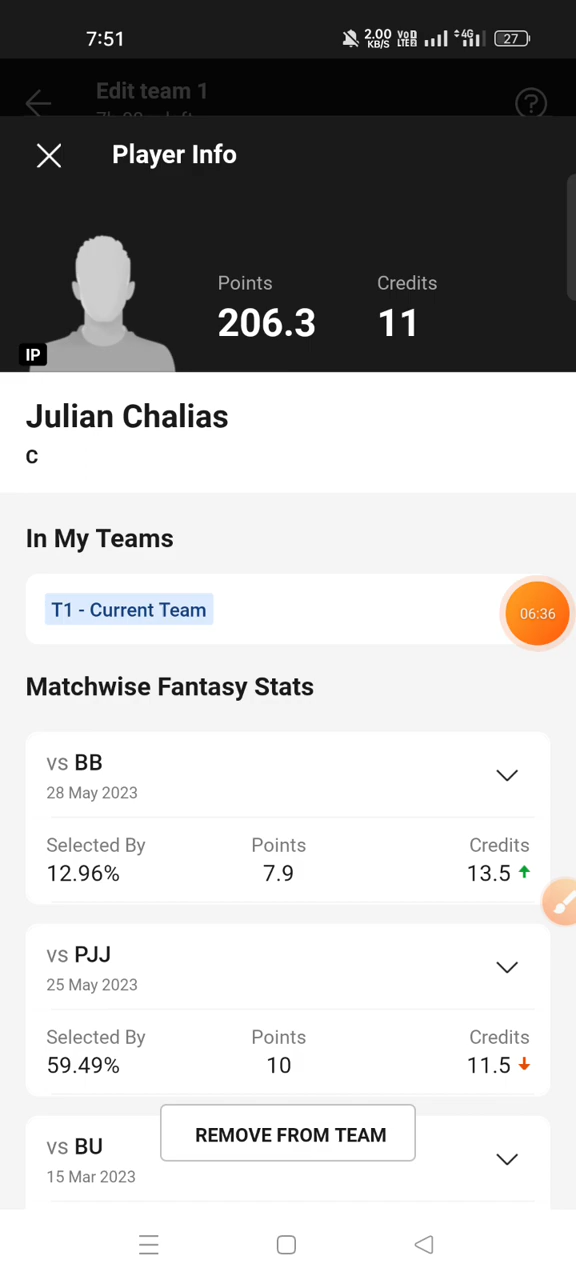 7:51
2.00
KB/S
VoD
LTE2
4G
27
Edit team 1
Player Info
Points
Credits
206.3
11
IP
Julian Chalias
C
In My Teams
T1 - Current Team
06:36
Matchwise Fantasy Stats
vs BB
28 May 2023
Selected By
Points
Credits
12.96%
7.9
13.5
vs PJJ
25 May 2023
Selected By
Points
Credits
59.49%
10
11.5
REMOVE FROM TEAM
vs BU
15 Mar 2023